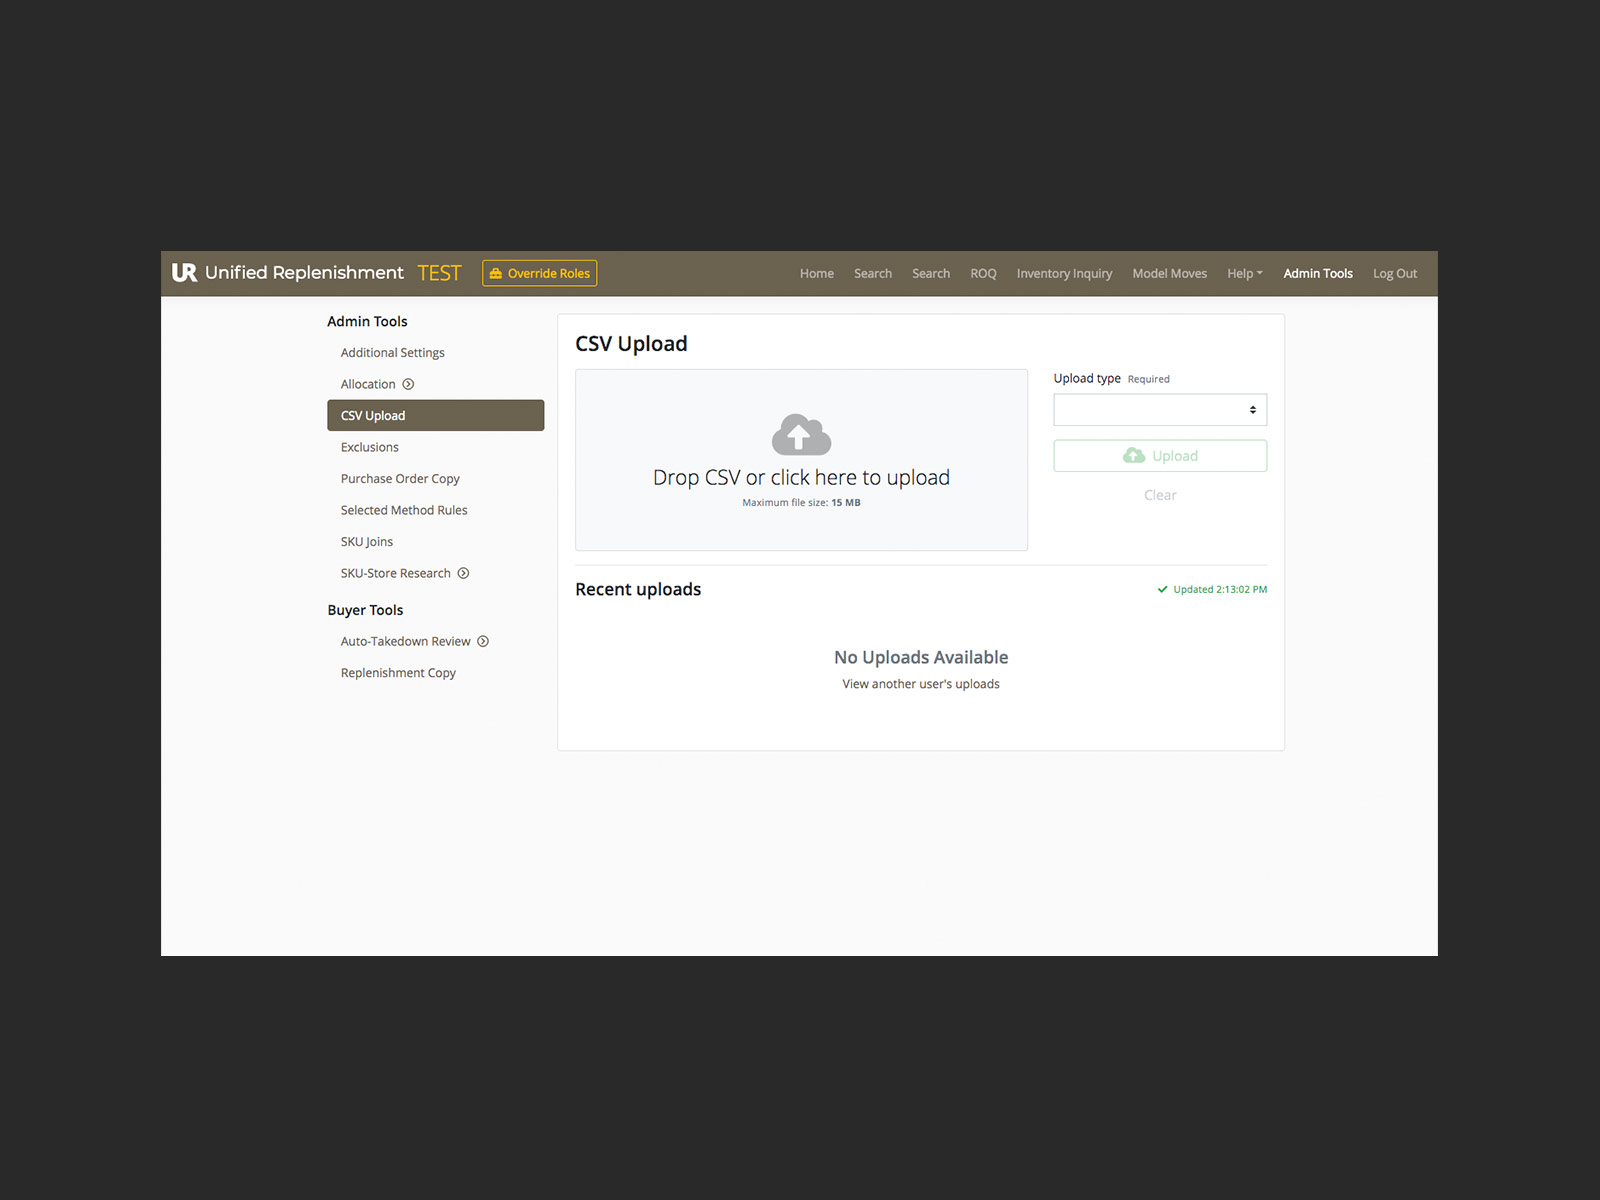 UR Unified Replenishment TEST Override Roles Home Search Search ROQ Inventory Inquiry Model Moves Help Admin Tools Log Out
Admin Tools
Additional Settings
Allocation
CSV Upload
Exclusions
Purchase Order Copy
Selected Method Rules
SKU Joins
SKU-Store Research
Buyer Tools
Auto-Takedown Review
Replenishment Copy
CSV Upload
Drop CSV or click here to upload
Maximum file size: 15 MB
Upload type Required
Upload
Clear
Recent uploads
Updated 2:13:02 PM
No Uploads Available
View another user's uploads